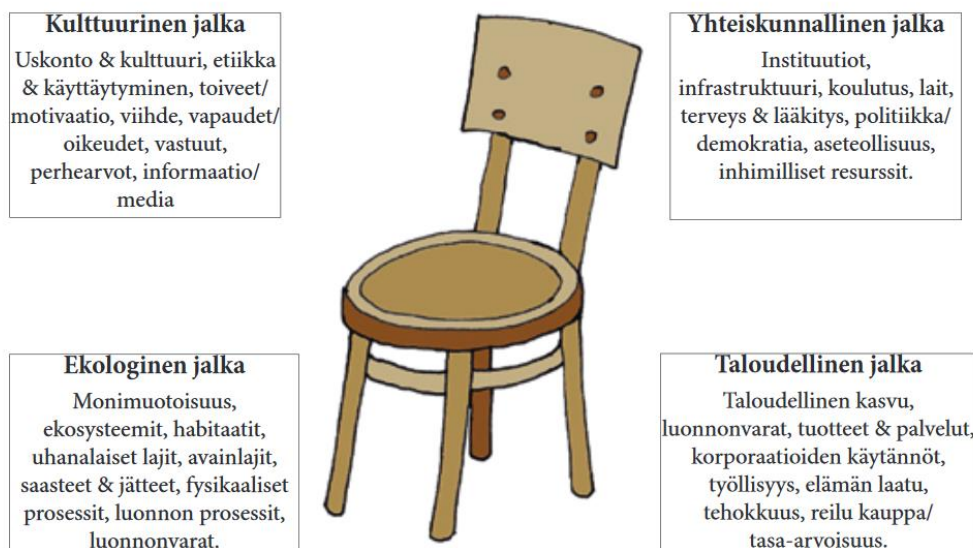 Kulttuurinen jalka
Uskonto & kulttuuri, etiikka
& käyttäytyminen, toiveet/
motivaatio, viihde, vapaudet/
oikeudet, vastuut,
perhearvot, informaatio/
media
Yhteiskunnallinen jalka
Instituutiot,
infrastruktuuri, koulutus, lait,
terveys & lääkitys, politiikka/
demokratia, aseteollisuus,
inhimilliset resurssit.
Ekologinen jalka
Monimuotoisuus,
ekosysteemit, habitaatit,
uhanalaiset lajit, avainlajit,
saasteet & jätteet, fysikaaliset
prosessit, luonnon prosessit,
luonnonvarat.
Taloudellinen jalka
Taloudellinen kasvu,
luonnonvarat, tuotteet & palvelut,
korporaatioiden käytännöt,
työllisyys, elämän laatu,
tehokkuus, reilu kauppa/
tasa-arvoisuus.